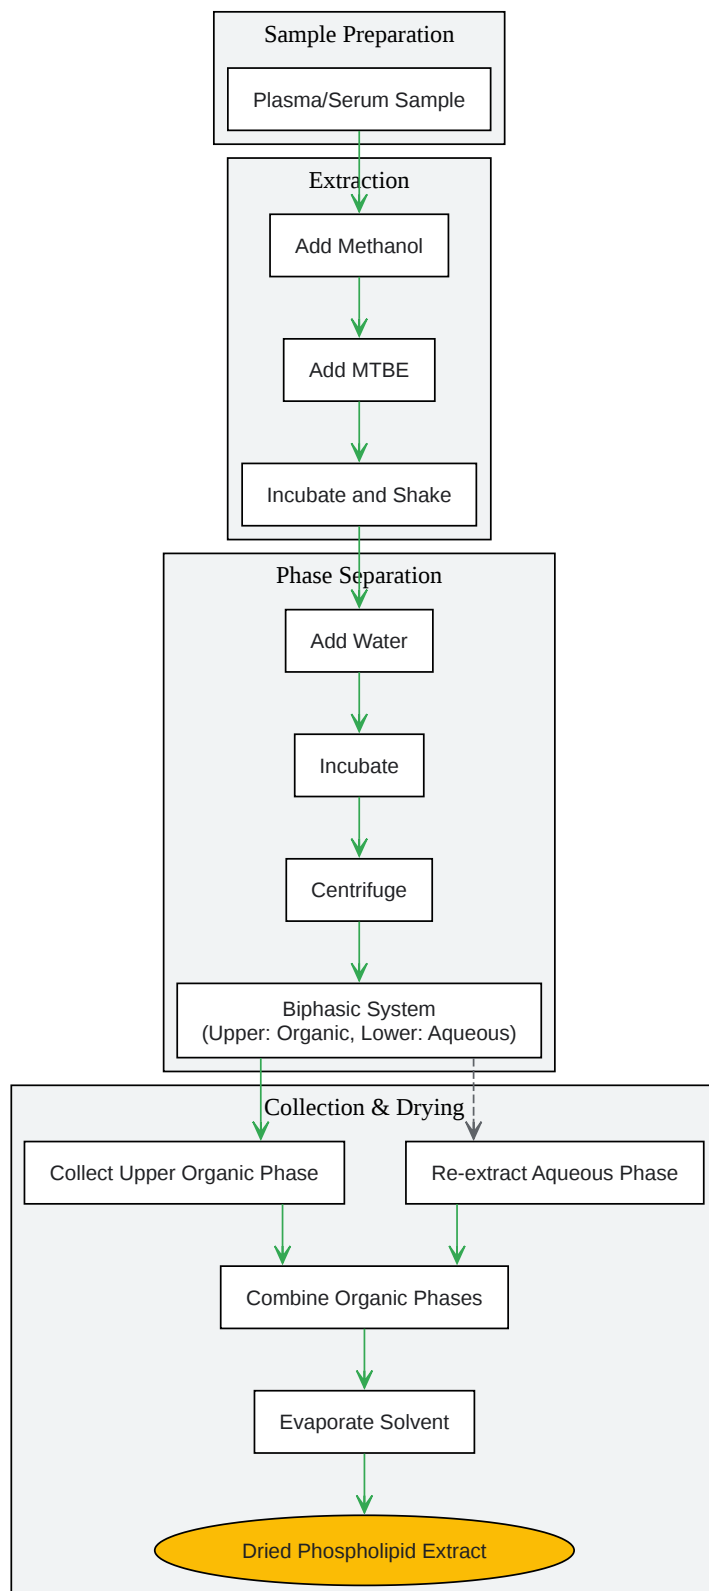 Sample Preparation
Plasma/Serum Sample
Extraction
Add Methanol
Add MTBE
Incubate and Shake
Phase Separation
Add Water
Incubate
Centrifuge
Biphasic System
(Upper: Organic, Lower: Aqueous)
Collection & Drying
Collect Upper Organic Phase
Re-extract Aqueous Phase
Combine Organic Phases
Evaporate Solvent
Dried Phospholipid Extract